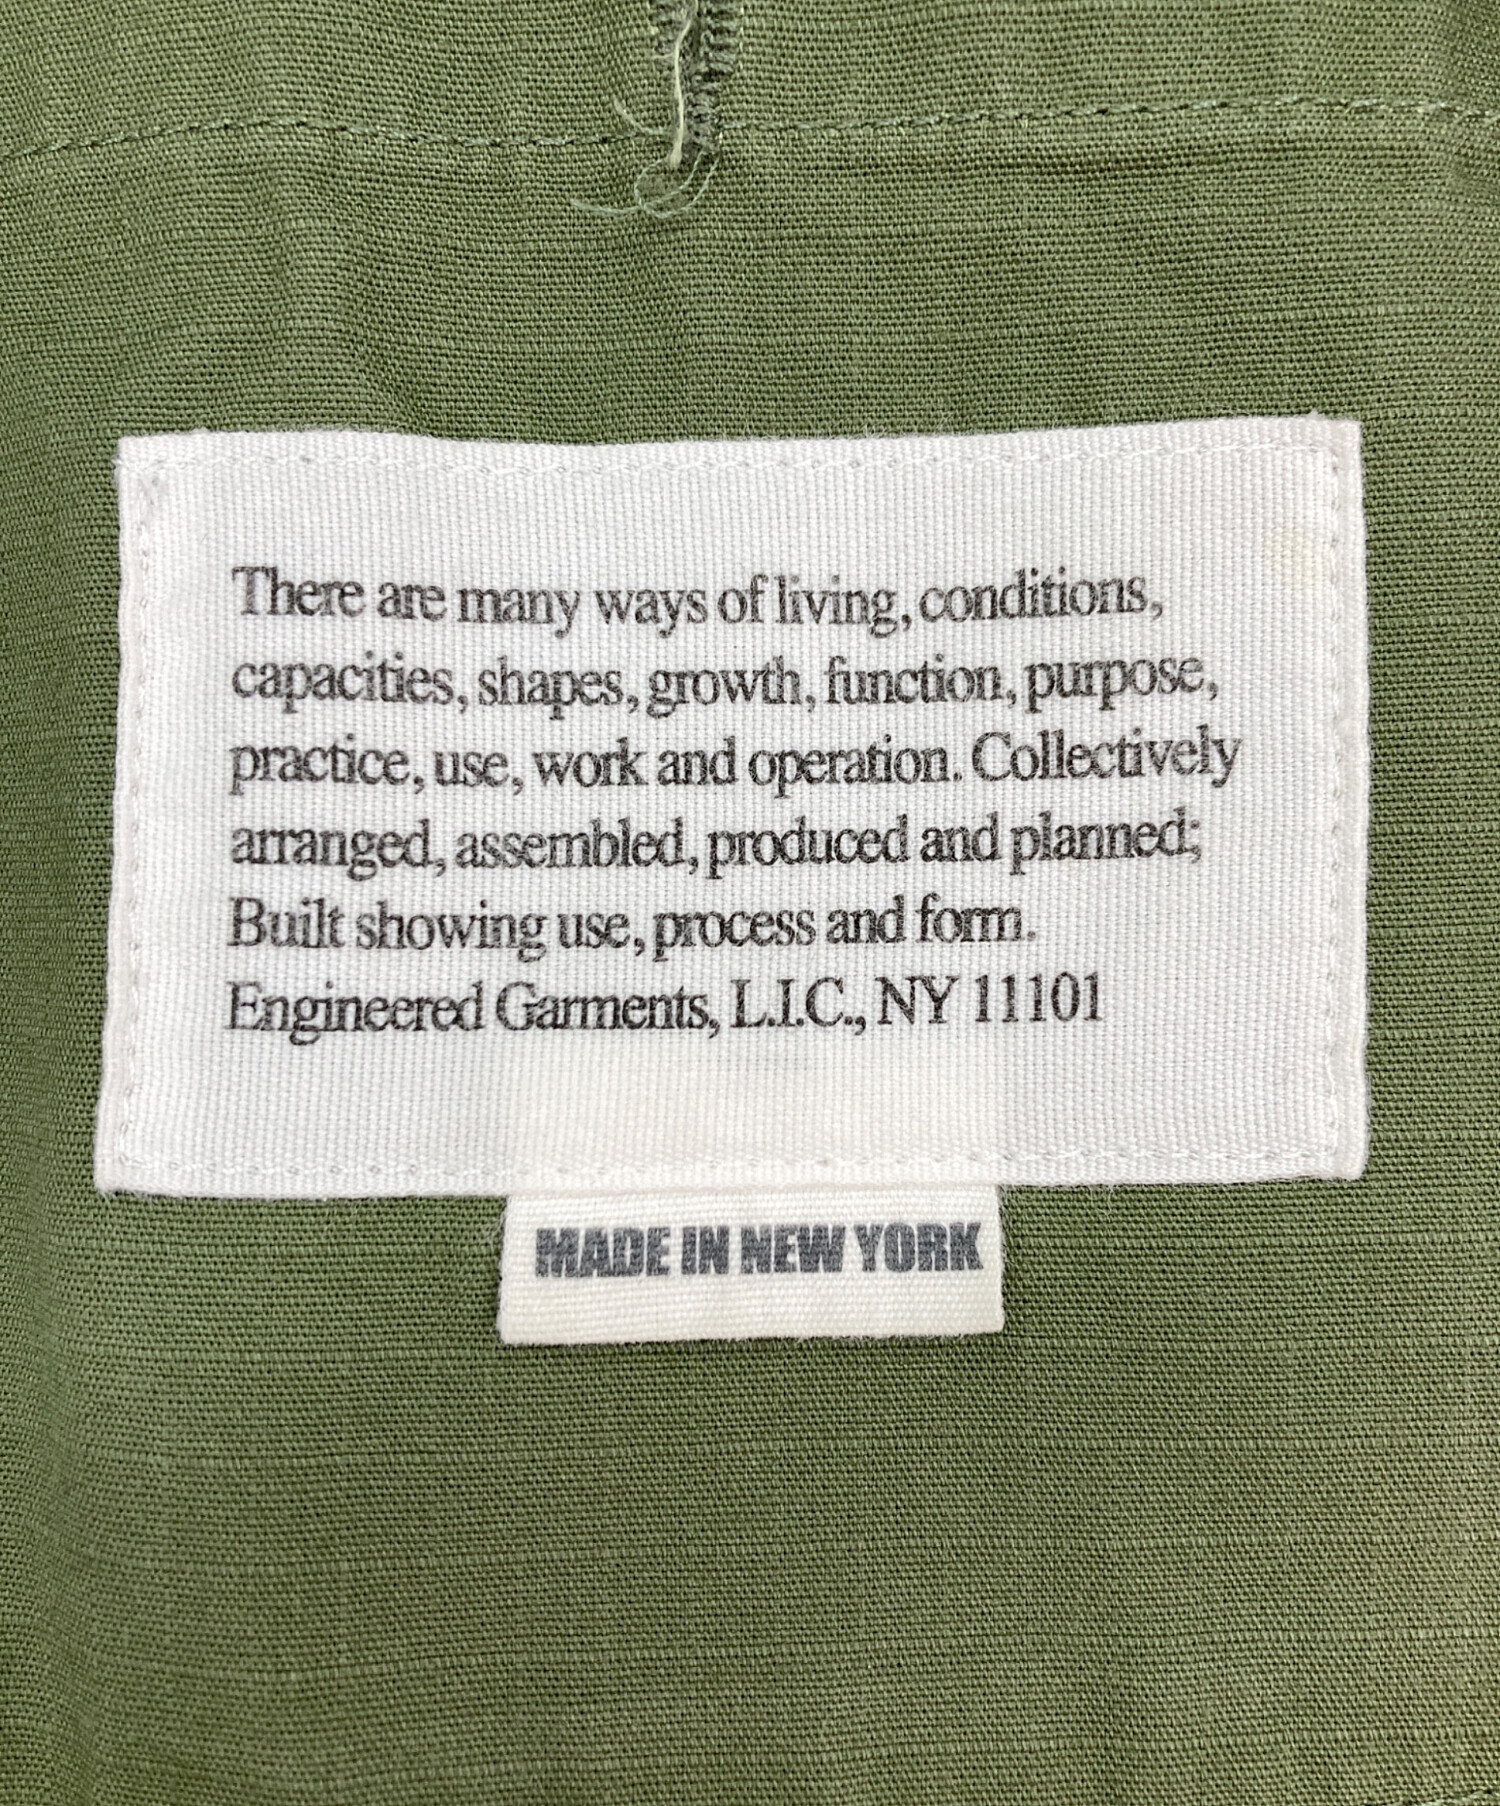 There are many ways of living, conditions,
capacities, shapes, growth, function, purpose,
practice, use, work and operation. Collectively
arranged, assembled, produced and planned;
Built showing use, process and form.
Engineered Garments, L.I.C., NY 11101
MADE IN NEW YORK